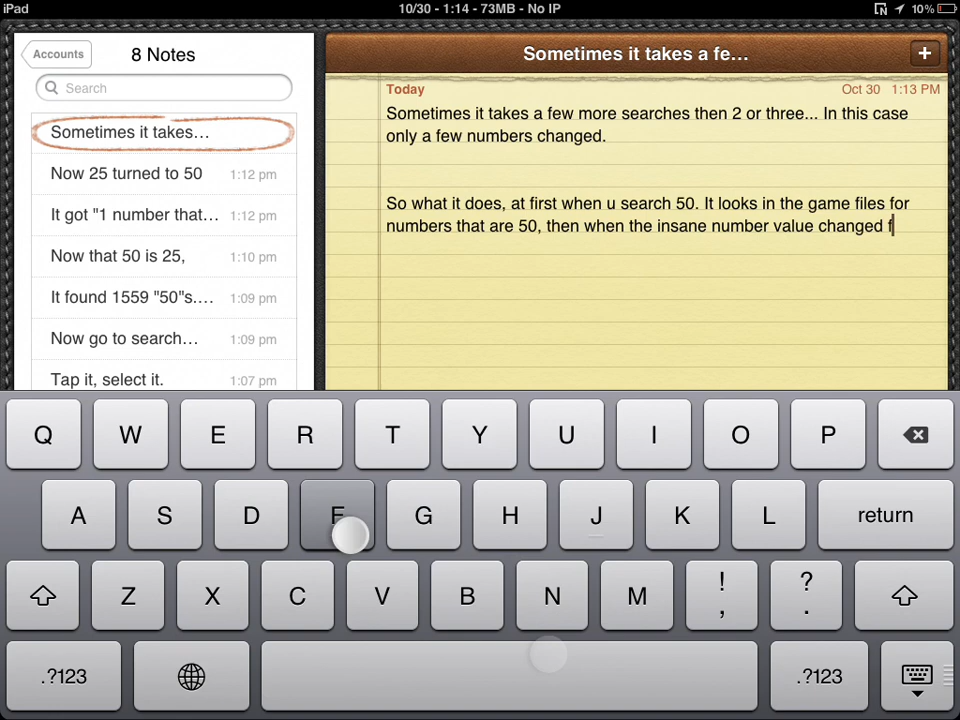 iPad
10/30 - 1:14 - 73MB - No IP
10%
Accounts
8 Notes
Search
Sometimes it takes...
Now 25 turned to 50 1:12 pm
It got "1 number that... 1:12 pm
Now that 50 is 25, 1:10 pm
It found 1559 "50"s.... 1:09 pm
Now go to search... 1:09 pm
Tap it, select it. 1:07 pm
Sometimes it takes a fe...
+
Today Oct 30 1:13 PM
Sometimes it takes a few more searches then 2 or three... In this case
only a few numbers changed.
So what it does, at first when u search 50. It looks in the game files for
numbers that are 50, then when the insane number value changed f
Q W E R T Y U I O P
A S D F G H J K L return
Z X C V B N M ! , ? .
.?123 .?123